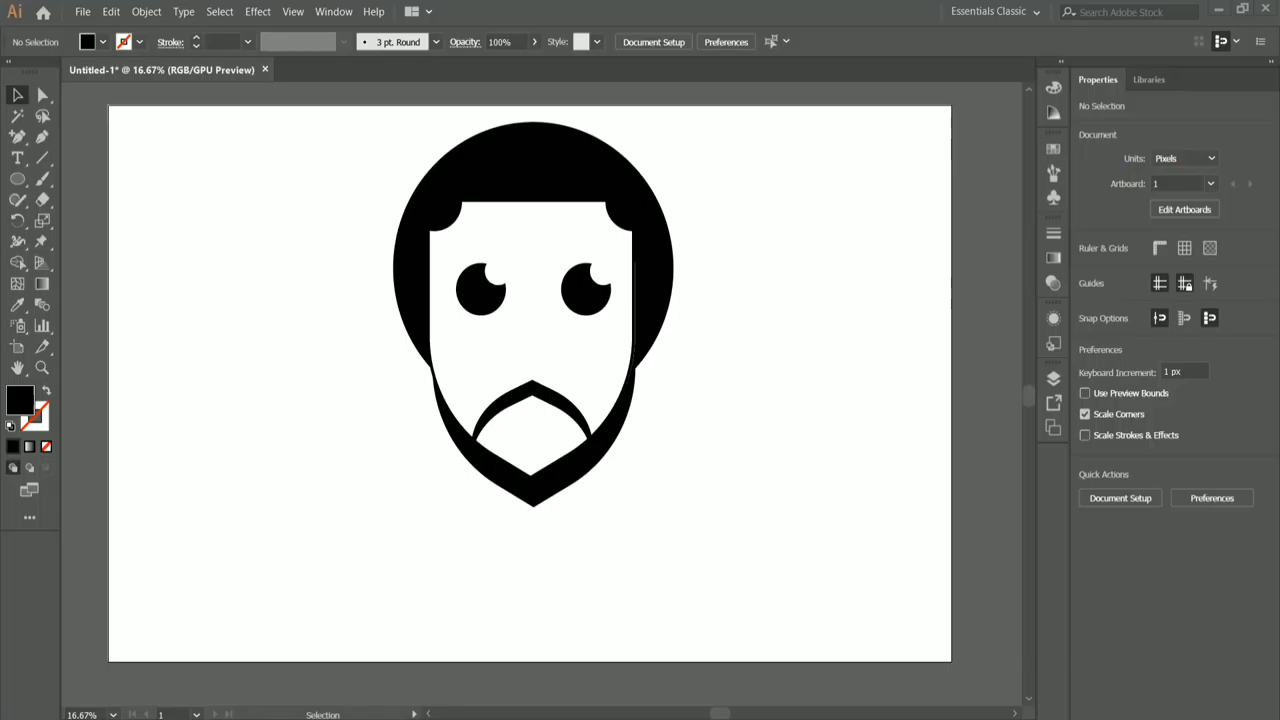 Ai File Edit Object Type Select Effect View Window Help Essentials Classic Search Adobe Stock
No Selection Stroke: 3 pt. Round Opacity: 100% Style: Document Setup Preferences
Untitled-1* @ 16.67% (RGB/GPU Preview) ×
Properties Libraries
No Selection
Document
Units: Pixels
Artboard: 1
Edit Artboards
Ruler & Grids
Guides
Snap Options
Preferences
Keyboard Increment: 1 px
Use Preview Bounds
Scale Corners
Scale Strokes & Effects
Quick Actions
Document Setup Preferences
16.67% 1 Selection